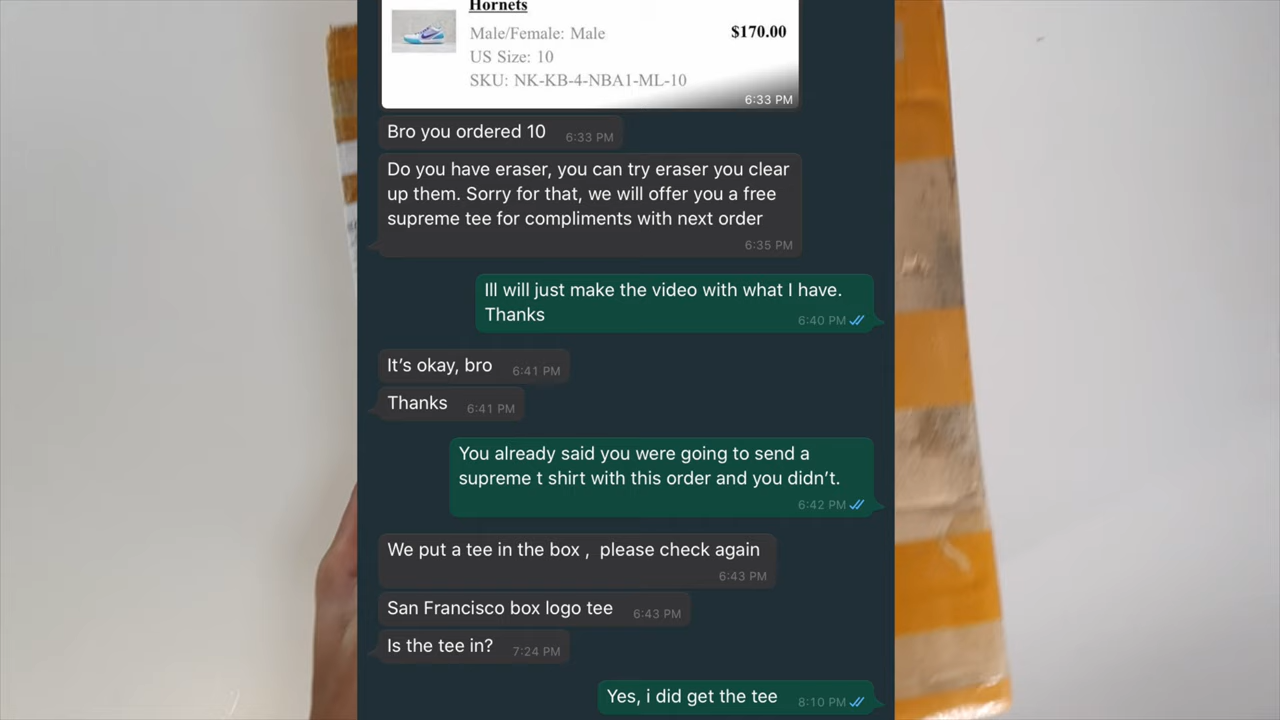 Hornets
Male/Female: Male
$170.00
US Size: 10
SKU: NK-KB-4-NBA1-ML-10
6:33 PM
Bro you ordered 10
6:33 PM
Do you have eraser, you can try eraser you clear
up them. Sorry for that, we will offer you a free
supreme tee for compliments with next order
6:35 PM
Ill will just make the video with what I have.
Thanks
6:40 PM
It’s okay, bro
6:41 PM
Thanks
6:41 PM
You already said you were going to send a
supreme t shirt with this order and you didn’t.
6:42 PM
We put a tee in the box ,  please check again
6:43 PM
San Francisco box logo tee
6:43 PM
Is the tee in?
7:24 PM
Yes, i did get the tee
8:10 PM